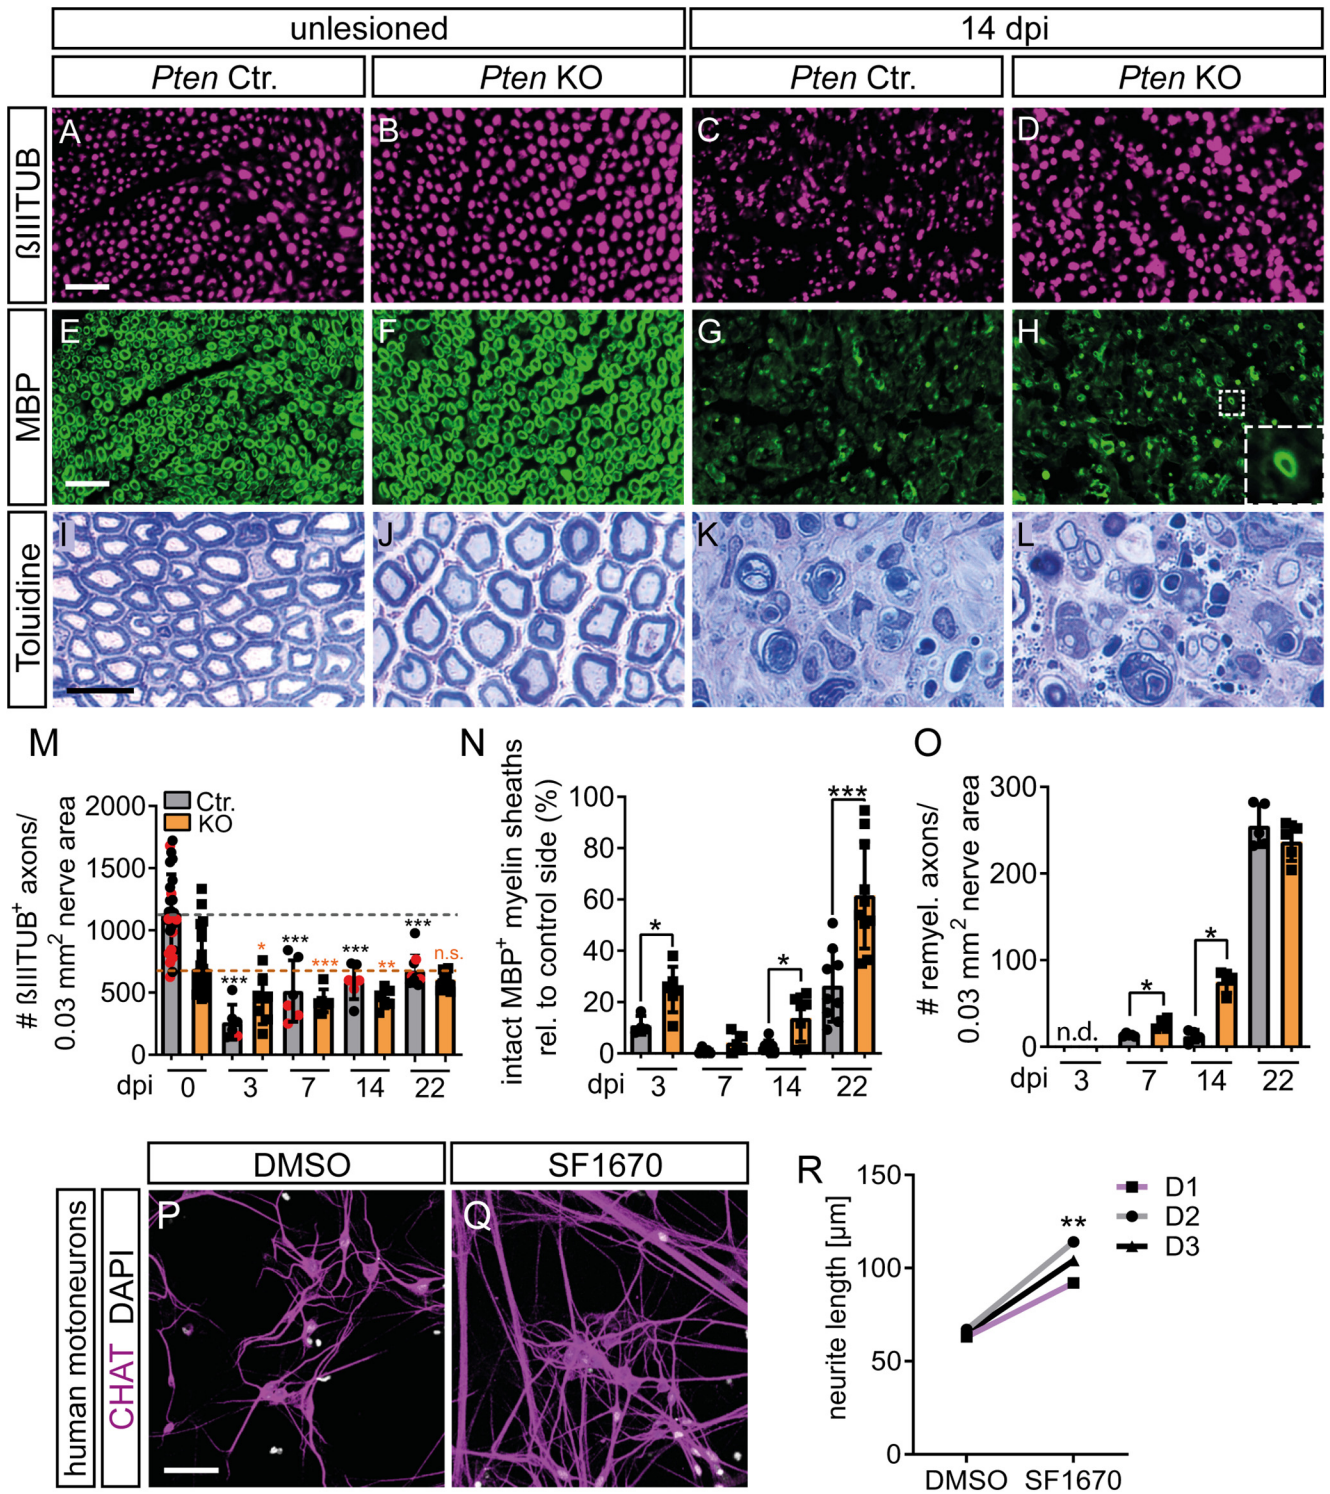 unlesioned
14 dpi
Pten Ctr.
Pten KO
Pten Ctr.
Pten KO
ßIIITUB
A
B
C
D
MBP
E
F
G
H
Toluidine
I
J
K
L
M
# ßIIITUB+ axons/
0.03 mm2 nerve area
2000
1500
1000
500
0
Ctr.
KO
***
*
***
***
***
**
***
n.s.
dpi
0
3
7
14
22
N
intact MBP+ myelin sheaths
rel. to control side (%)
100
80
60
40
20
0
*
*
***
dpi
3
7
14
22
O
# remyel. axons/
0.03 mm2 nerve area
300
200
100
0
n.d.
*
*
dpi
3
7
14
22
human motoneurons
CHAT DAPI
DMSO
SF1670
P
Q
R
neurite length [µm]
150
100
50
0
**
D1
D2
D3
DMSO
SF1670